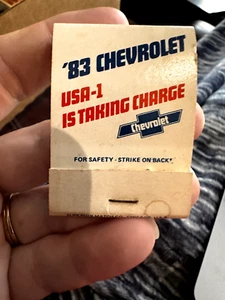 '83 CHEVROLET
USA-1
IS TAKING CHARGE
Chevrolet
FOR SAFETY - STRIKE ON BACK